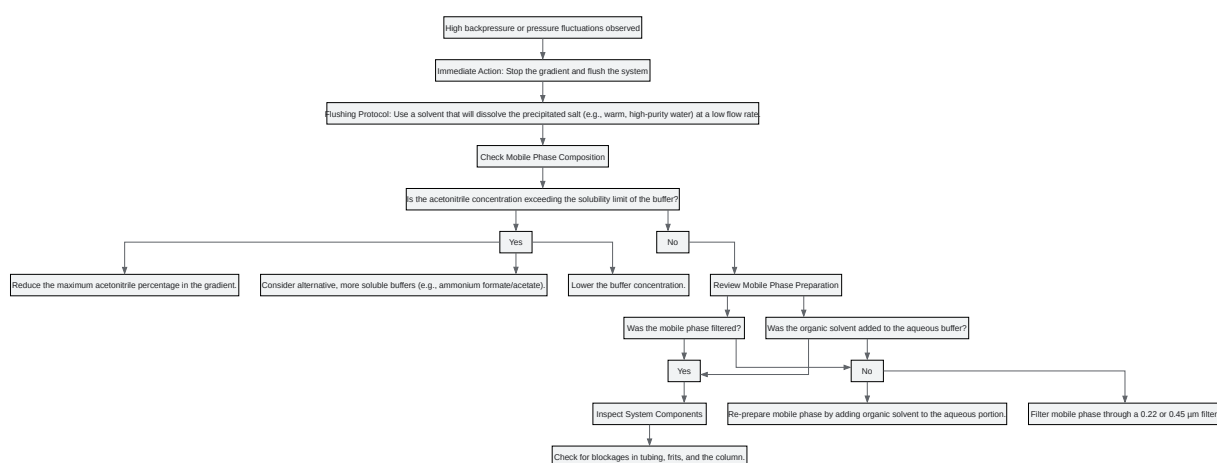 High backpressure or pressure fluctuations observed
Immediate Action: Stop the gradient and flush the system
Flushing Protocol: Use a solvent that will dissolve the precipitated salt (e.g., warm, high-purity water) at a low flow rate.
Check Mobile Phase Composition
Is the acetonitrile concentration exceeding the solubility limit of the buffer?
Yes
No
Reduce the maximum acetonitrile percentage in the gradient.
Consider alternative, more soluble buffers (e.g., ammonium formate/acetate).
Lower the buffer concentration.
Review Mobile Phase Preparation
Was the mobile phase filtered?
Was the organic solvent added to the aqueous buffer?
Yes
No
Inspect System Components
Re-prepare mobile phase by adding organic solvent to the aqueous portion.
Filter mobile phase through a 0.22 or 0.45 µm filter
Check for blockages in tubing, frits, and the column.